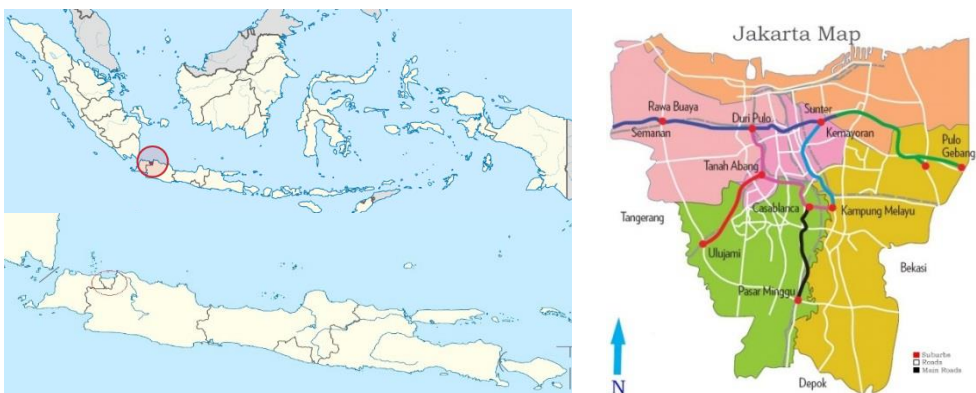 Jakarta Map
Rawa Buaya
Semanan
Duri Pulo
Sunter
Kemayoran
Pulo
Gebang
Tanah Abang
Casablanca
Kampung Melayu
Tangerang
Ulujami
Bekasi
Pasar Minggu
Depok
N
Suburbs
Roads
Main Roads